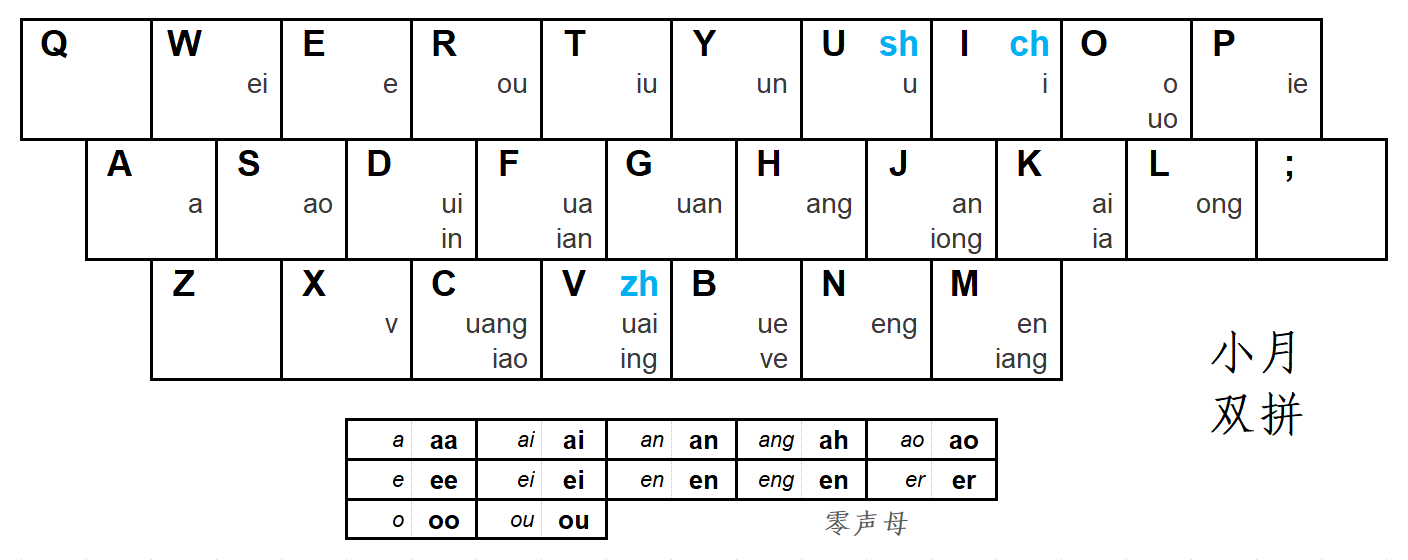 Q W E R T Y U sh I ch O P
ei e ou iu un u i o ie
uo
A S D F G H J K L ;
a ao ui ua uan ang an ai ong
in ian iong ia
Z X C V zh B N M
v uang uai ue eng en
iao ing ve iang
小月
双拼
a aa ai ai an an ang ah ao ao
e ee ei ei en en eng en er er
o oo ou ou
零声母